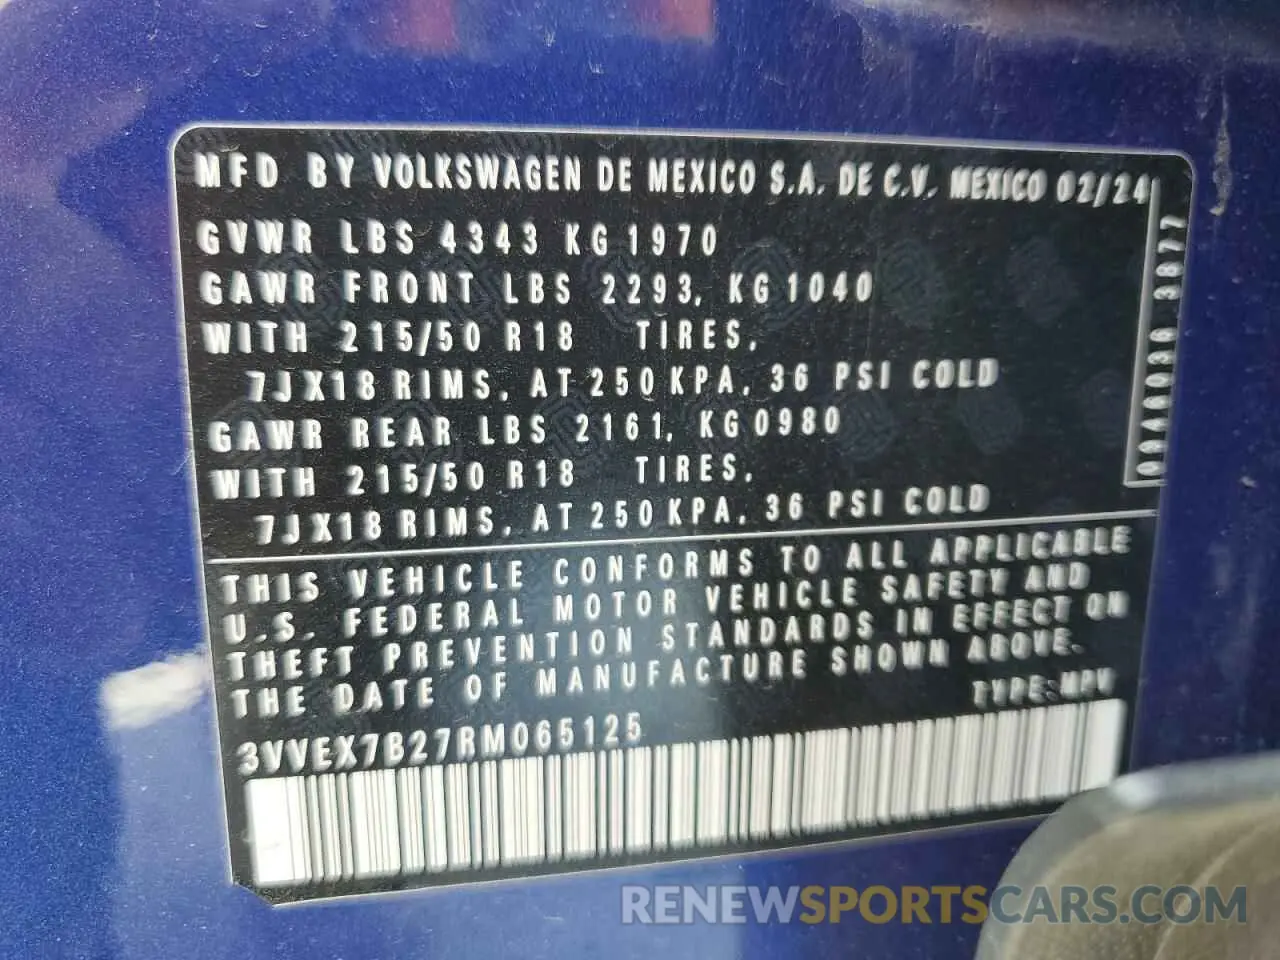 MFD BY VOLKSWAGEN DE MEXICO S.A. DE C.V. MEXICO 02/24
GVWR LBS 4343 KG 1970
GAWR FRONT LBS 2293, KG 1040
WITH 215/50 R18 TIRES,
7JX18 RIMS, AT 250 KPA, 36 PSI COLD
GAWR REAR LBS 2161, KG 0980
WITH 215/50 R18 TIRES,
7JX18 RIMS, AT 250 KPA, 36 PSI COLD
THIS VEHICLE CONFORMS TO ALL APPLICABLE
U.S. FEDERAL MOTOR VEHICLE SAFETY AND
THEFT PREVENTION STANDARDS IN EFFECT ON
THE DATE OF MANUFACTURE SHOWN ABOVE.
TYPE:MPV
3VVEX7B27RM065125
RENEWSPORTSCARS.COM